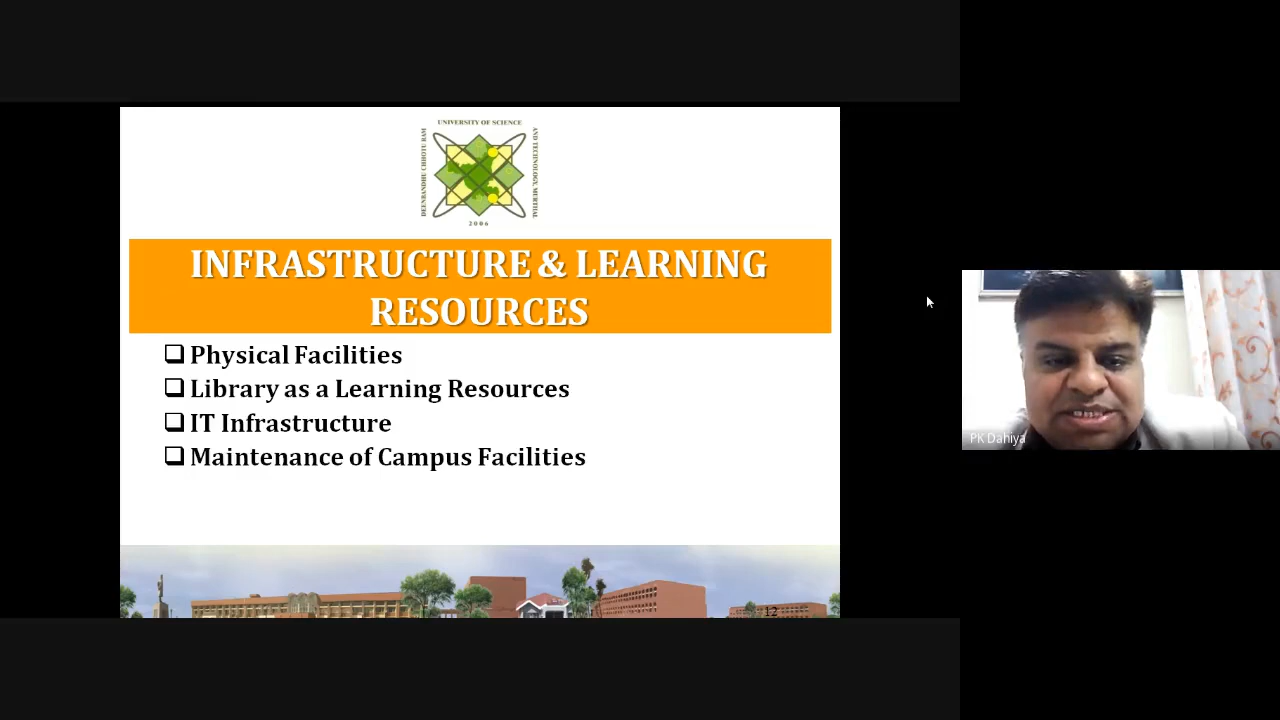 UNIVERSITY OF SCIENCE
DEENBANDHU CHHOTU RAM
AND TECHNOLOGY, MURTHAL
2006
INFRASTRUCTURE & LEARNING
RESOURCES
Physical Facilities
Library as a Learning Resources
IT Infrastructure
Maintenance of Campus Facilities
12
PK Dahiya